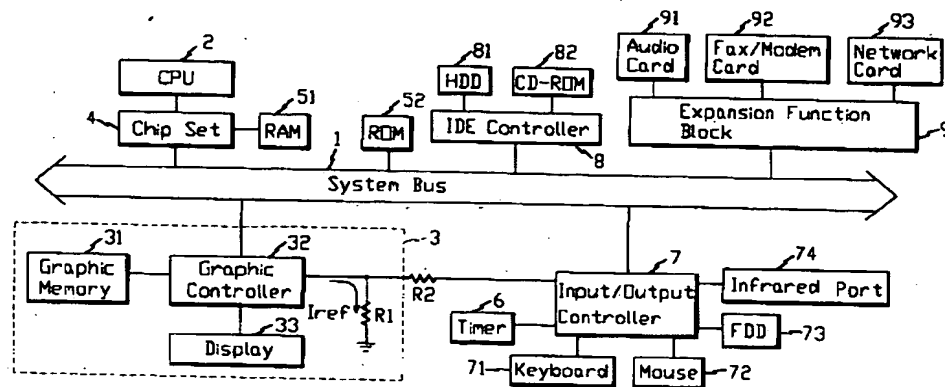 91
92
93
2
81
82
Audio
Card
Fax/Modem
Card
Network
Card
CPU
HDD
CD-ROM
4
51
52
Chip Set
RAM
ROM
IDE Controller
Expansion Function
Block
9
1
8
System Bus
31
32
3
7
74
Graphic
Memory
Graphic
Controller
R2
Input/Output
Controller
Infrared Port
Iref
R1
6
Timer
FDD
73
33
Display
71
Keyboard
Mouse
72